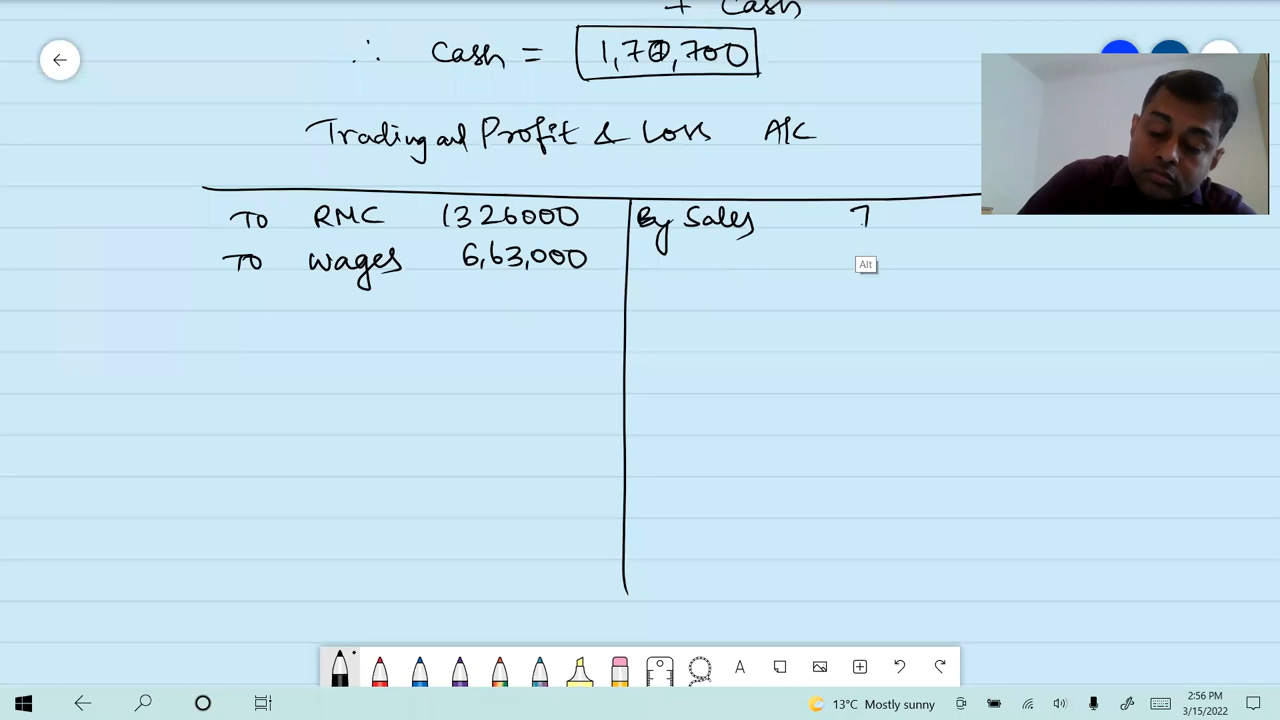 + Cash
∴ Cash = 1,70,700
Trading and Profit & Loss A/C
To RMC 1326000 By Sales 7
To wages 6,63,000
Alt
A
13°C Mostly sunny
2:56 PM
3/15/2022